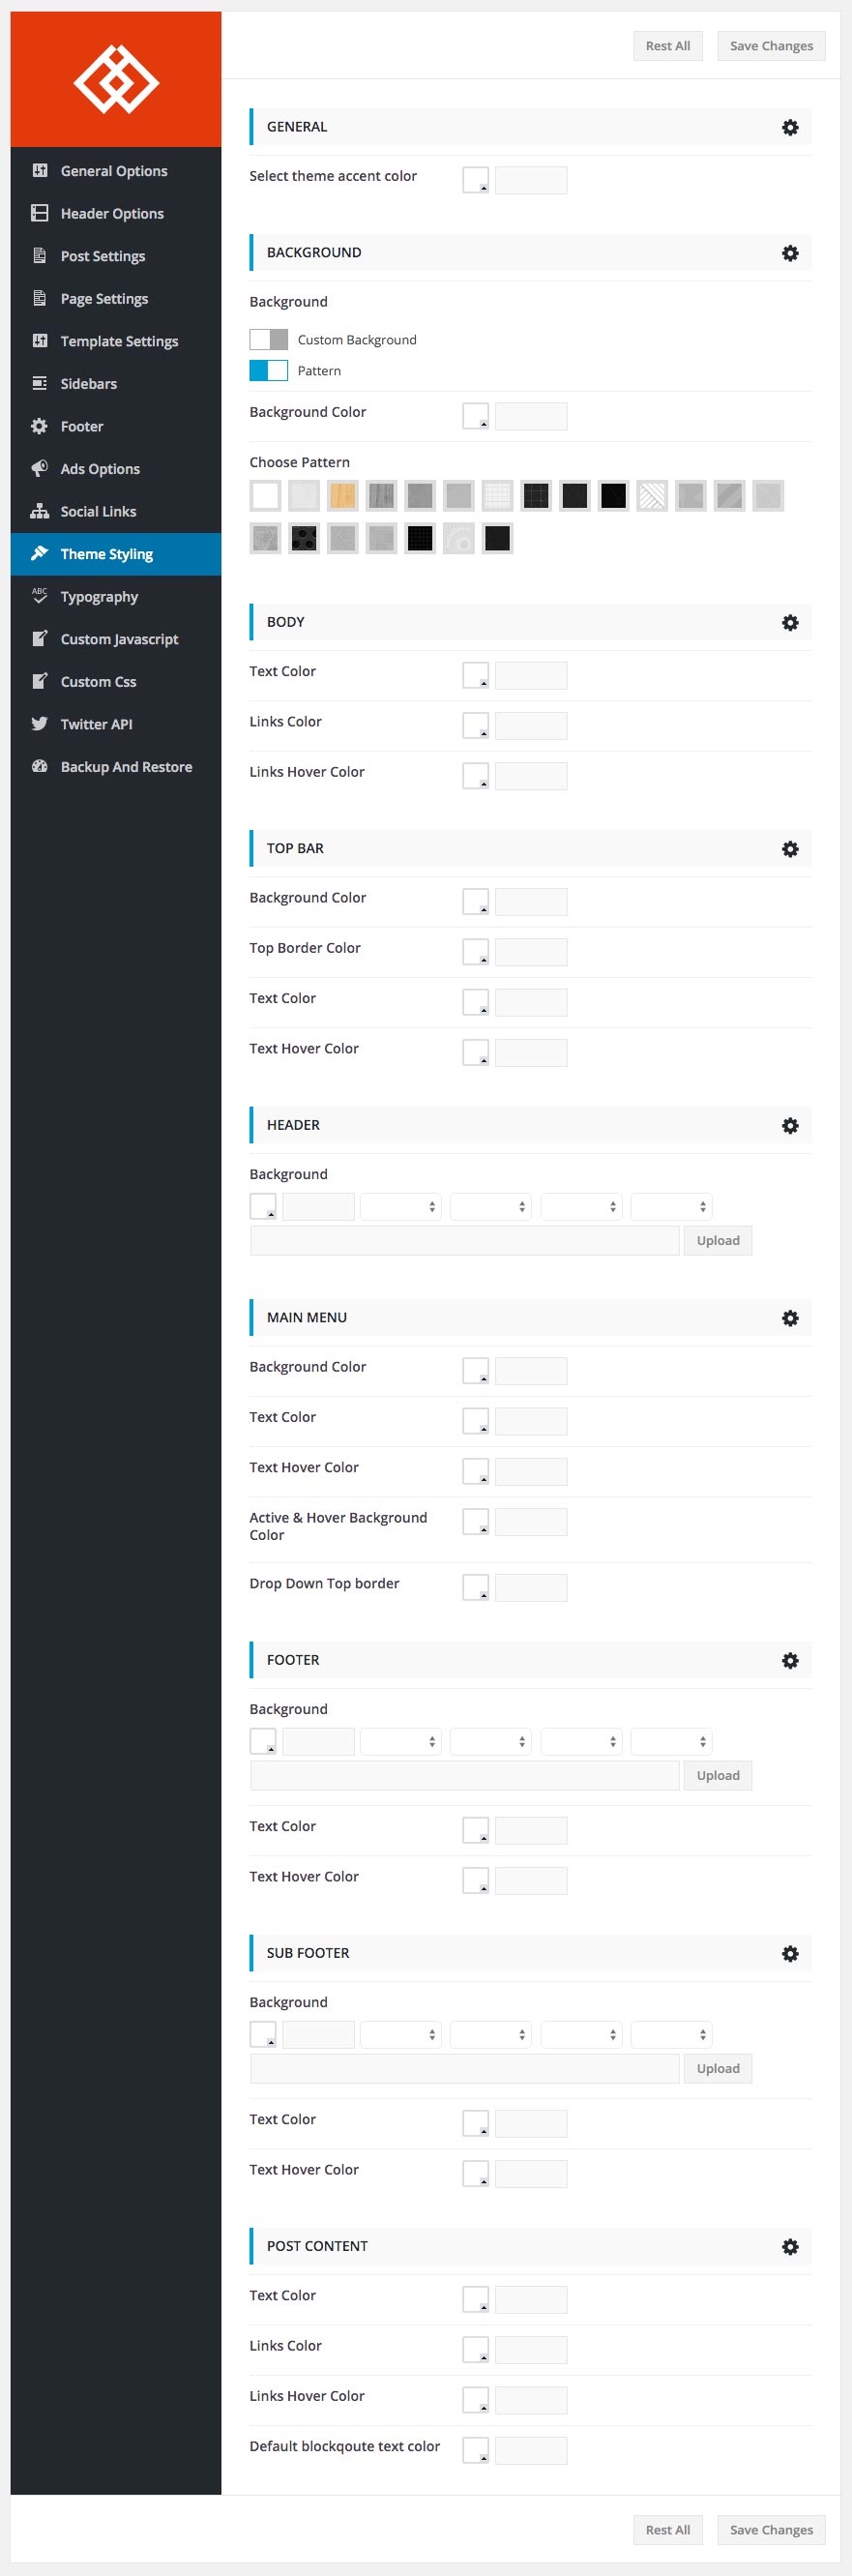 Rest All
Save Changes
General Options
Header Options
Post Settings
Page Settings
Template Settings
Sidebars
Footer
Ads Options
Social Links
Theme Styling
ABC
Typography
Custom Javascript
Custom Css
Twitter API
Backup And Restore
GENERAL
Select theme accent color
BACKGROUND
Background
Custom Background
Pattern
Background Color
Choose Pattern
BODY
Text Color
Links Color
Links Hover Color
TOP BAR
Background Color
Top Border Color
Text Color
Text Hover Color
HEADER
Background
Upload
MAIN MENU
Background Color
Text Color
Text Hover Color
Active & Hover Background
Color
Drop Down Top border
FOOTER
Background
Upload
Text Color
Text Hover Color
SUB FOOTER
Background
Upload
Text Color
Text Hover Color
POST CONTENT
Text Color
Links Color
Links Hover Color
Default blockqoute text color
Rest All
Save Changes